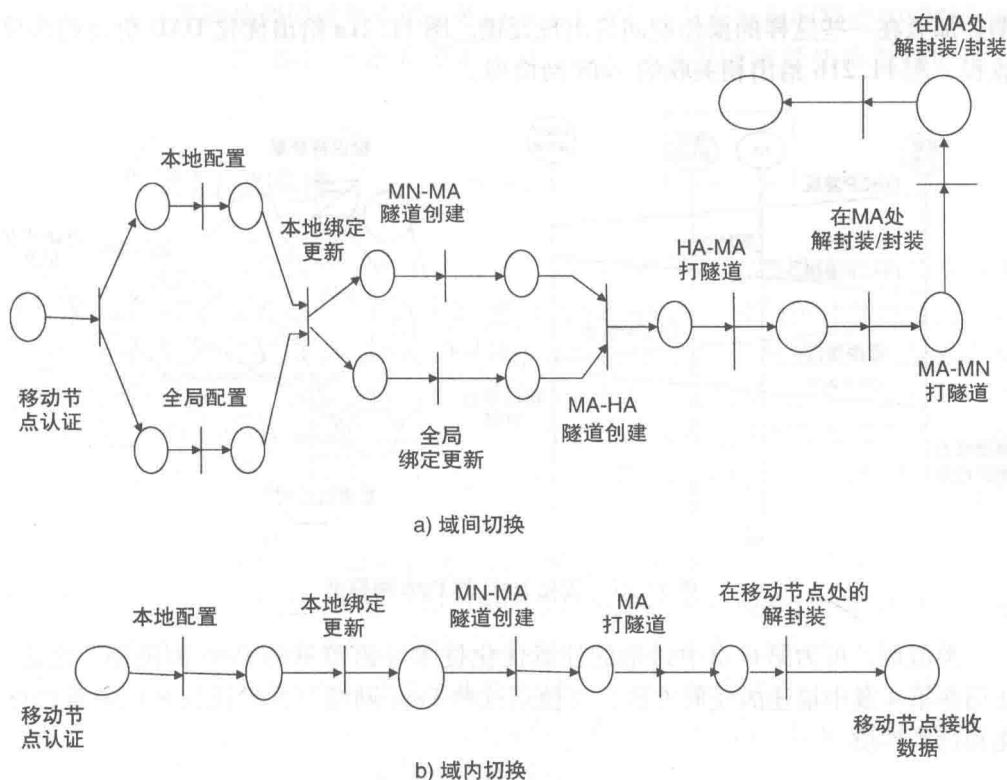 在MA处
解封装/封装
本地配置
MN-MA
隧道创建
本地绑定
更新
在MA处
解封装/封装
HA-MA
打隧道
移动节
点认证
全局配置
全局
绑定更新
MA-HA
隧道创建
MA-MN
打隧道
a) 域间切换
本地配置
本地绑定
更新
MN-MA
隧道创建
MA
打隧道
在移动节点处的
解封装
移动节
点认证
移动节点接收
数据
b) 域内切换